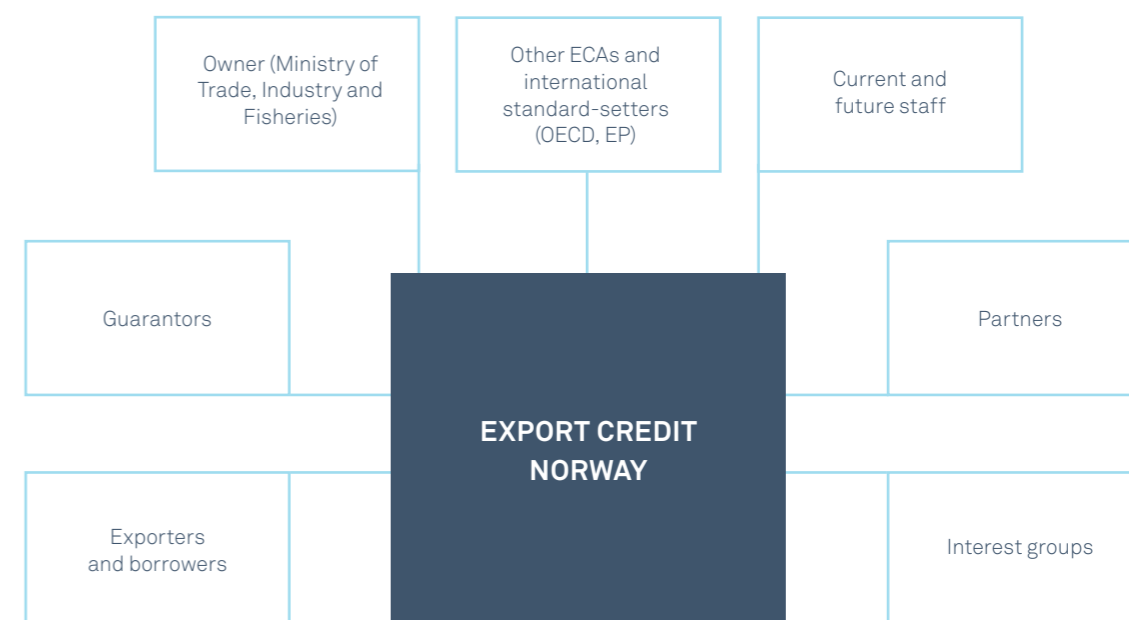 Owner (Ministry of
Trade, Industry and
Fisheries)
Other ECAs and
international
standard-setters
(OECD, EP)
Current and
future staff
Guarantors
Partners
EXPORT CREDIT
NORWAY
Exporters
and borrowers
Interest groups